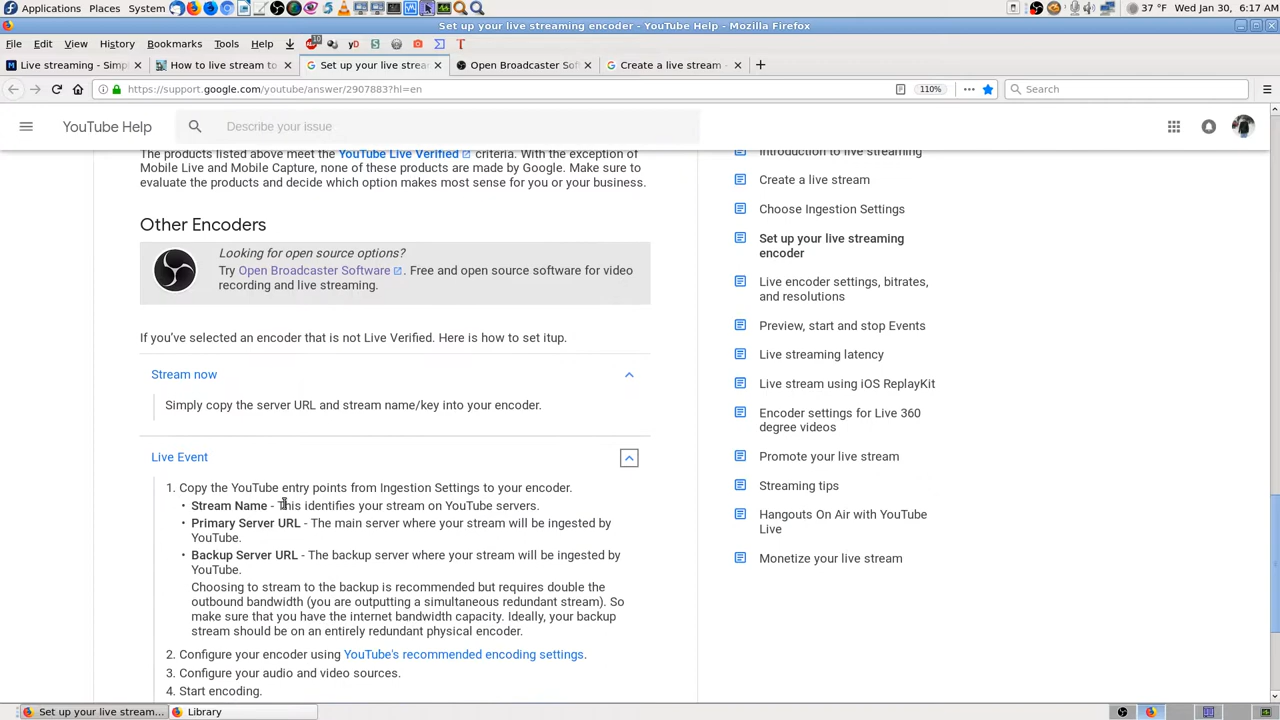 Applications Places System 37 °F Wed Jan 30, 6:17 AM
Set up your live streaming encoder - YouTube Help - Mozilla Firefox
File Edit View History Bookmarks Tools Help
Live streaming - Simp
How to live stream to
Set up your live strea
Open Broadcaster Sof
Create a live stream -
https://support.google.com/youtube/answer/2907883?hl=en 110% Search
YouTube Help Describe your issue
The products listed above meet the YouTube Live Verified criteria. With the exception of
Mobile Live and Mobile Capture, none of these products are made by Google. Make sure to
evaluate the products and decide which option makes most sense for you or your business.
Other Encoders
Looking for open source options?
Try Open Broadcaster Software . Free and open source software for video
recording and live streaming.
If you've selected an encoder that is not Live Verified. Here is how to set itup.
Stream now
Simply copy the server URL and stream name/key into your encoder.
Live Event
1. Copy the YouTube entry points from Ingestion Settings to your encoder.
• Stream Name - This identifies your stream on YouTube servers.
• Primary Server URL - The main server where your stream will be ingested by
YouTube.
• Backup Server URL - The backup server where your stream will be ingested by
YouTube.
Choosing to stream to the backup is recommended but requires double the
outbound bandwidth (you are outputting a simultaneous redundant stream). So
make sure that you have the internet bandwidth capacity. Ideally, your backup
stream should be on an entirely redundant physical encoder.
2. Configure your encoder using YouTube's recommended encoding settings.
3. Configure your audio and video sources.
4. Start encoding.
Introduction to live streaming
Create a live stream
Choose Ingestion Settings
Set up your live streaming
encoder
Live encoder settings, bitrates,
and resolutions
Preview, start and stop Events
Live streaming latency
Live stream using iOS ReplayKit
Encoder settings for Live 360
degree videos
Promote your live stream
Streaming tips
Hangouts On Air with YouTube
Live
Monetize your live stream
Set up your live stream... Library